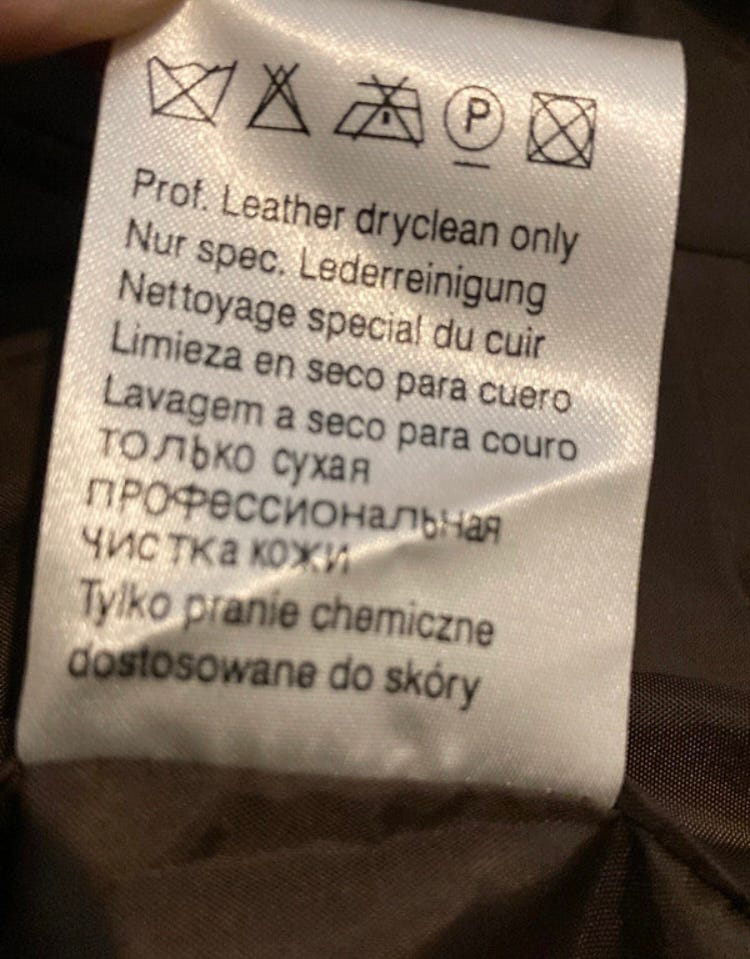 P
Prof. Leather dryclean only
Nur spec. Lederreinigung
Nettoyage special du cuir
Limieza en seco para cuero
Lavagem a seco para couro
только сухая
профессиональная
чистка кожи
Tylko pranie chemiczne
dostosowane do skóry